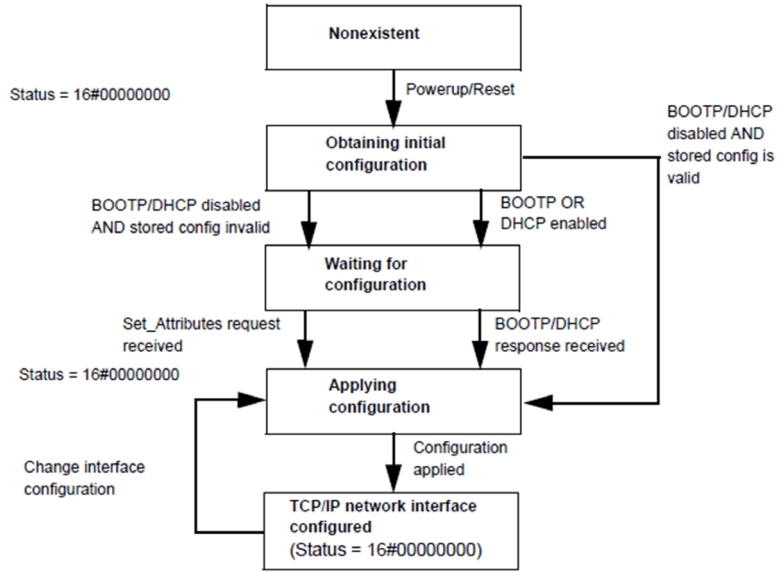 Nonexistent
Status = 16#00000000
Powerup/Reset
BOOTP/DHCP
disabled AND
stored config is
valid
Obtaining initial
configuration
BOOTP/DHCP disabled
AND stored config invalid
BOOTP OR
DHCP enabled
Waiting for
configuration
Set_Attributes request
received
BOOTP/DHCP
response received
Status = 16#00000000
Applying
configuration
Configuration
applied
Change interface
configuration
TCP/IP network interface
configured
(Status = 16#00000000)